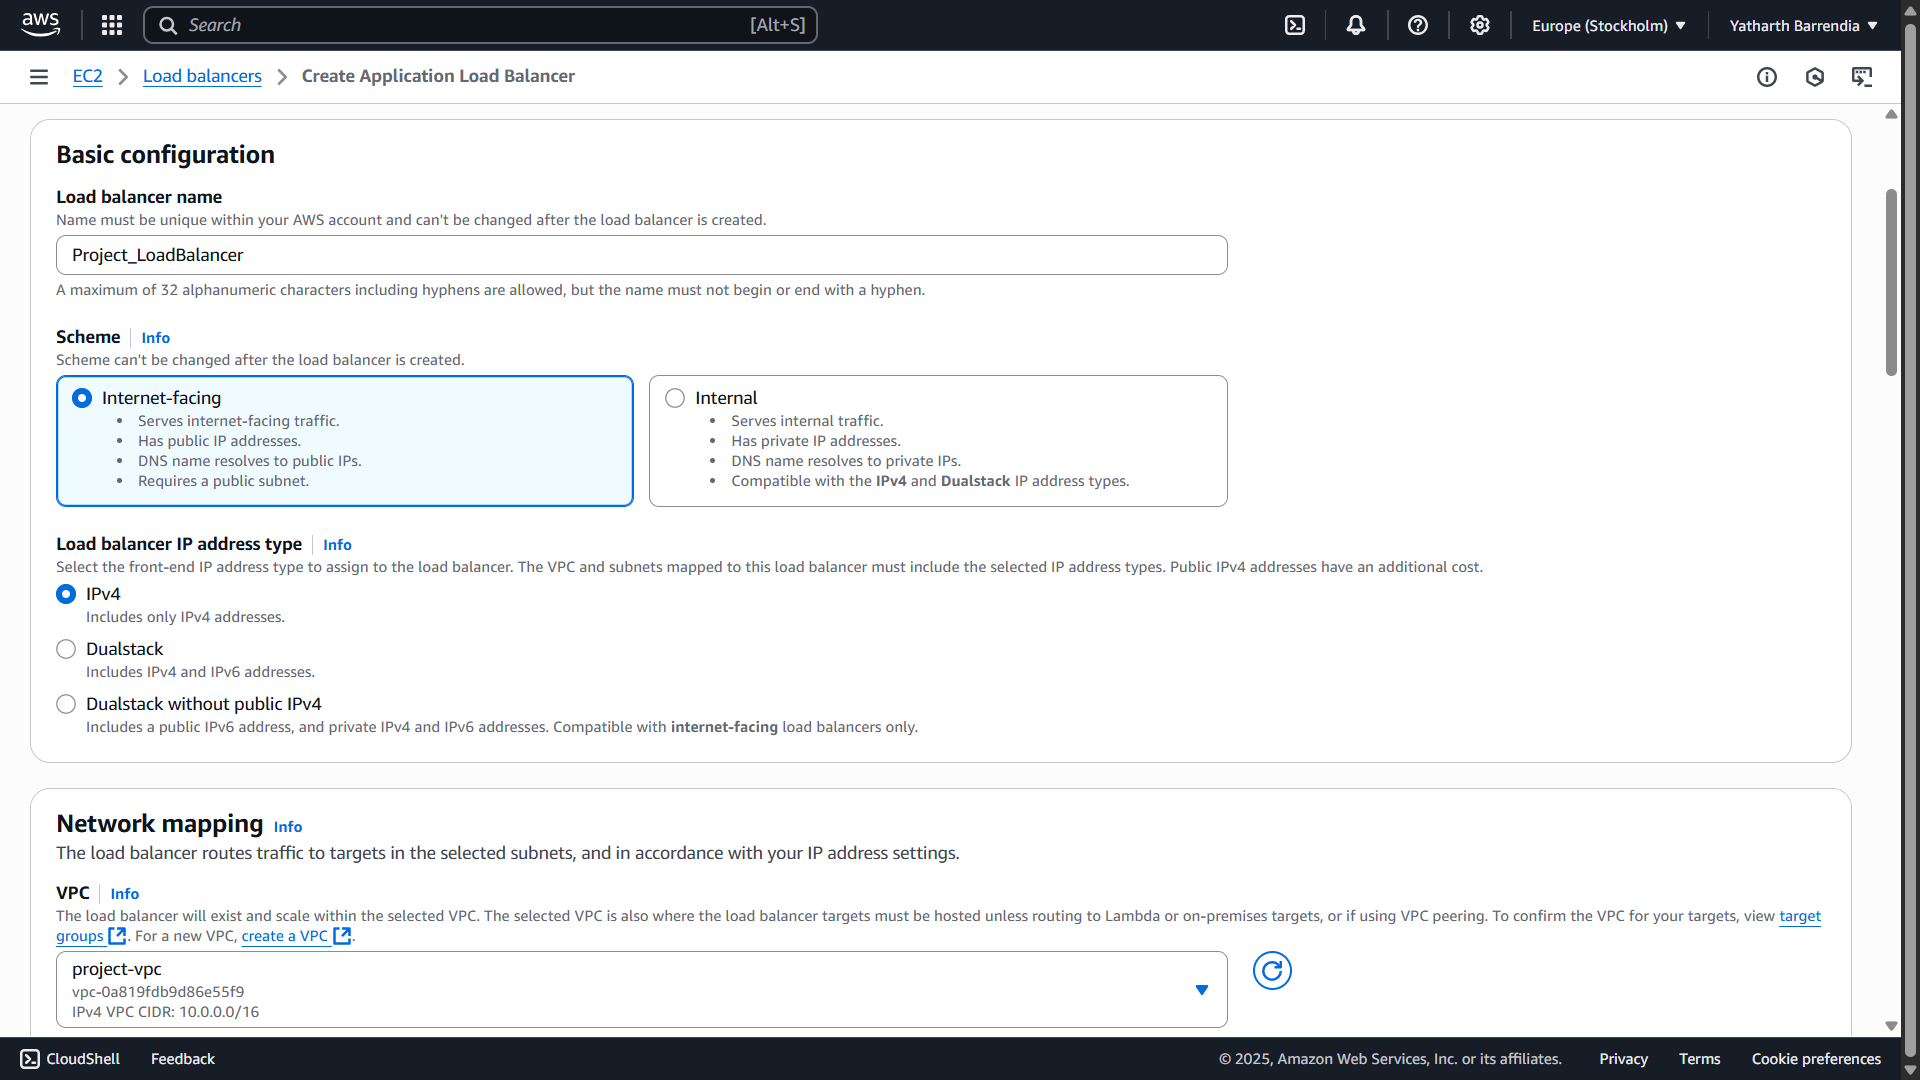 aws
Search
[Alt+S]
Europe (Stockholm)
Yatharth Barrendia
EC2
Load balancers
Create Application Load Balancer
Basic configuration
Load balancer name
Name must be unique within your AWS account and can't be changed after the load balancer is created.
Project_LoadBalancer
A maximum of 32 alphanumeric characters including hyphens are allowed, but the name must not begin or end with a hyphen.
Scheme
Info
Scheme can't be changed after the load balancer is created.
Internet-facing
• Serves internet-facing traffic.
• Has public IP addresses.
• DNS name resolves to public IPs.
• Requires a public subnet.
Internal
• Serves internal traffic.
• Has private IP addresses.
• DNS name resolves to private IPs.
• Compatible with the IPv4 and Dualstack IP address types.
Load balancer IP address type
Info
Select the front-end IP address type to assign to the load balancer. The VPC and subnets mapped to this load balancer must include the selected IP address types. Public IPv4 addresses have an additional cost.
IPv4
Includes only IPv4 addresses.
Dualstack
Includes IPv4 and IPv6 addresses.
Dualstack without public IPv4
Includes a public IPv6 address, and private IPv4 and IPv6 addresses. Compatible with internet-facing load balancers only.
Network mapping
Info
The load balancer routes traffic to targets in the selected subnets, and in accordance with your IP address settings.
VPC
Info
The load balancer will exist and scale within the selected VPC. The selected VPC is also where the load balancer targets must be hosted unless routing to Lambda or on-premises targets, or if using VPC peering. To confirm the VPC for your targets, view target
groups. For a new VPC, create a VPC.
project-vpc
vpc-0a819fdb9d86e55f9
IPv4 VPC CIDR: 10.0.0.0/16
CloudShell
Feedback
© 2025, Amazon Web Services, Inc. or its affiliates.
Privacy
Terms
Cookie preferences